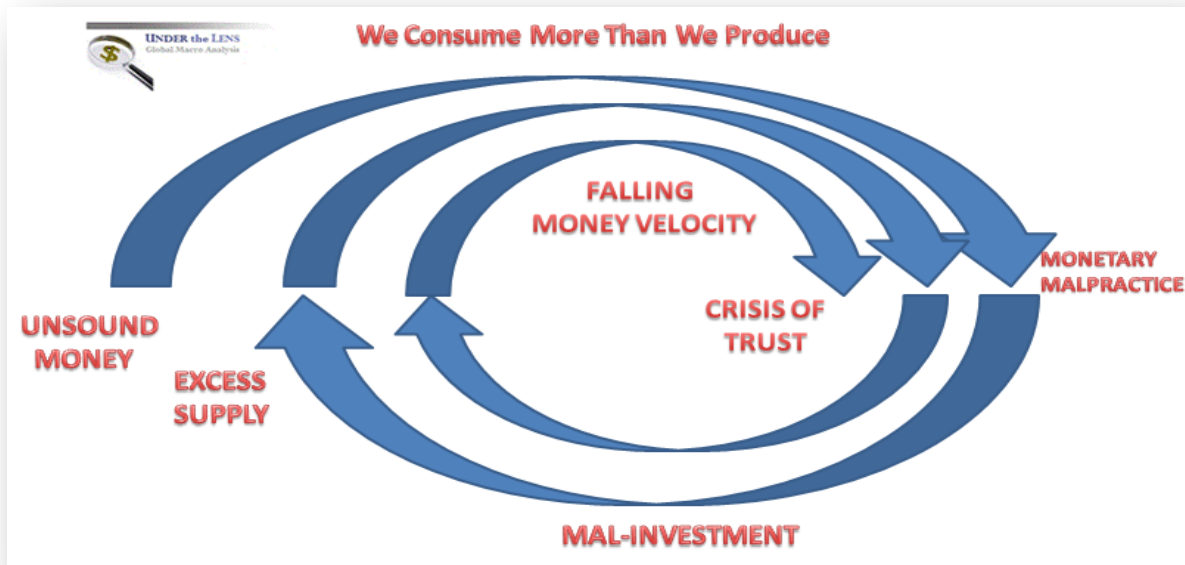 UNDER the LENS
Global Macro Analysis
$
We Consume More Than We Produce
FALLING
MONEY VELOCITY
MONETARY
MALPRACTICE
CRISIS OF
TRUST
UNSOUND
MONEY
EXCESS
SUPPLY
MAL-INVESTMENT